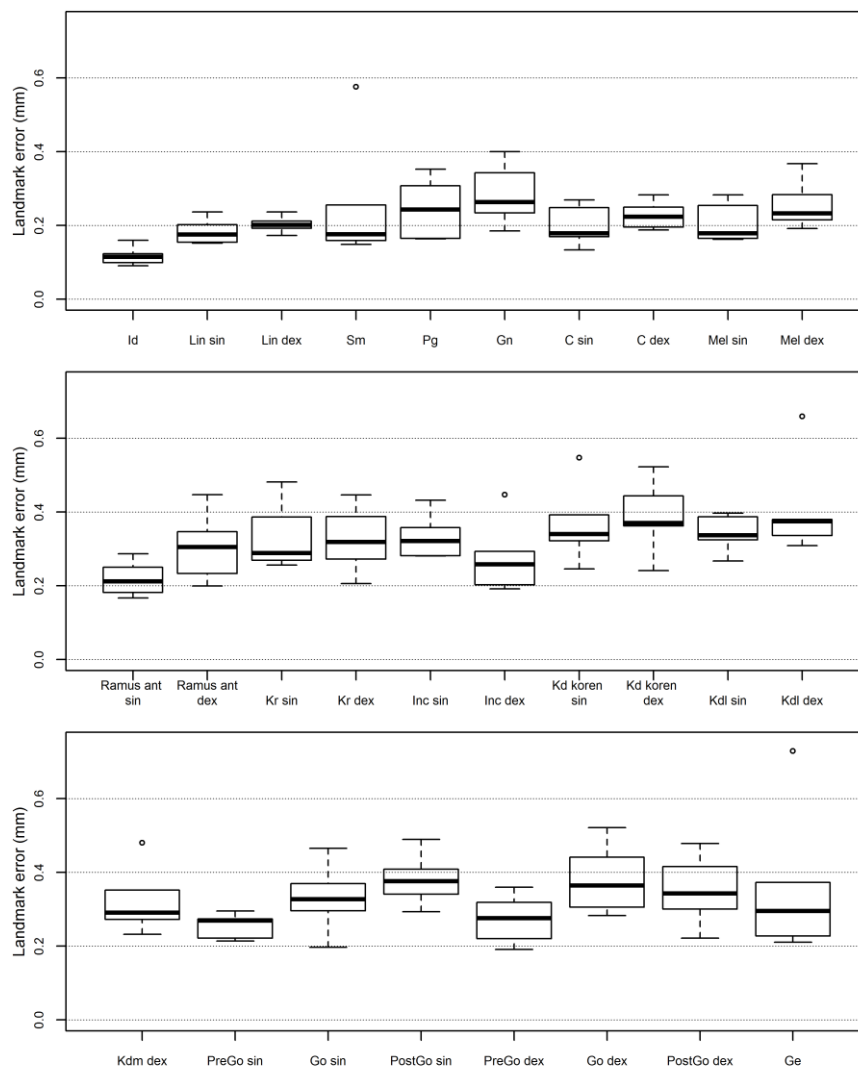 Landmark error (mm)
0.6
0.4
0.2
0.0
Id Lin sin Lin dex Sm Pg Gn C sin C dex Mel sin Mel dex
Landmark error (mm)
0.6
0.4
0.2
0.0
Ramus ant Ramus ant Kd koren Kd koren
sin dex Kr sin Kr dex Inc sin Inc dex sin dex Kdl sin Kdl dex
Landmark error (mm)
0.6
0.4
0.2
0.0
Kdm dex PreGo sin Go sin PostGo sin PreGo dex Go dex PostGo dex Ge